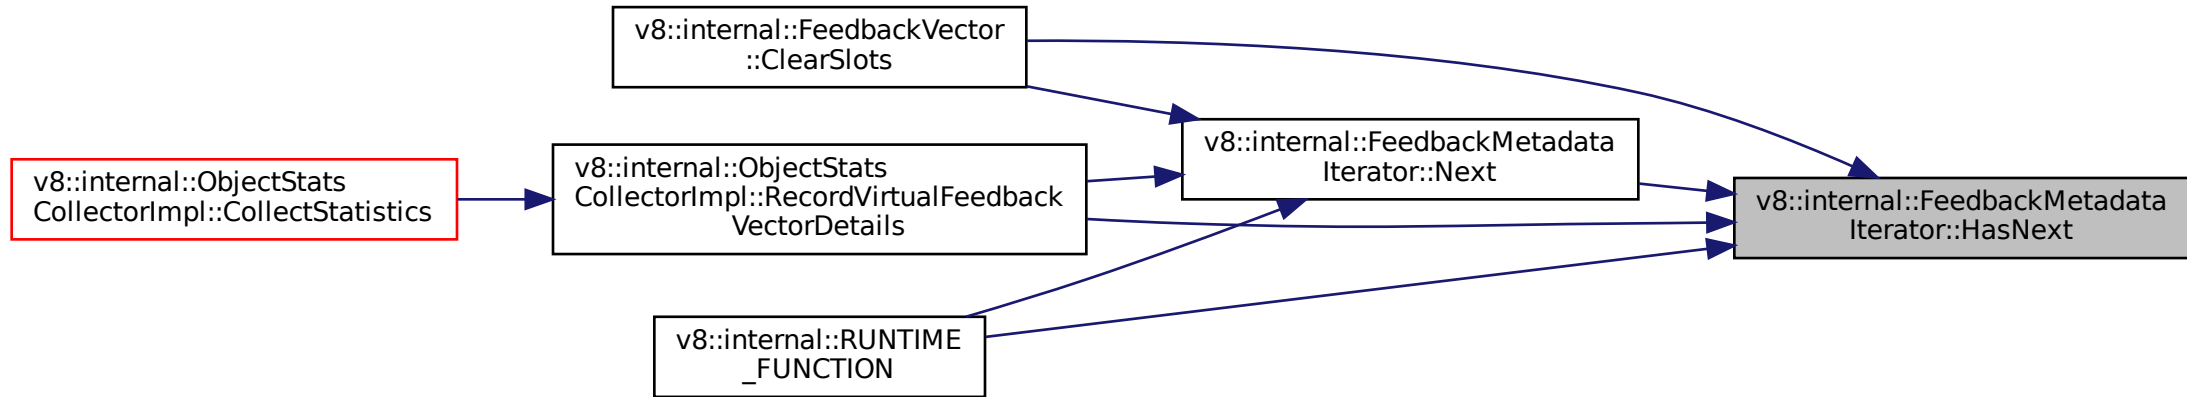 v8::internal::FeedbackVector
::ClearSlots
v8::internal::FeedbackMetadata
Iterator::Next
v8::internal::ObjectStats
CollectorImpl::RecordVirtualFeedback
VectorDetails
v8::internal::ObjectStats
CollectorImpl::CollectStatistics
v8::internal::FeedbackMetadata
Iterator::HasNext
v8::internal::RUNTIME
_FUNCTION